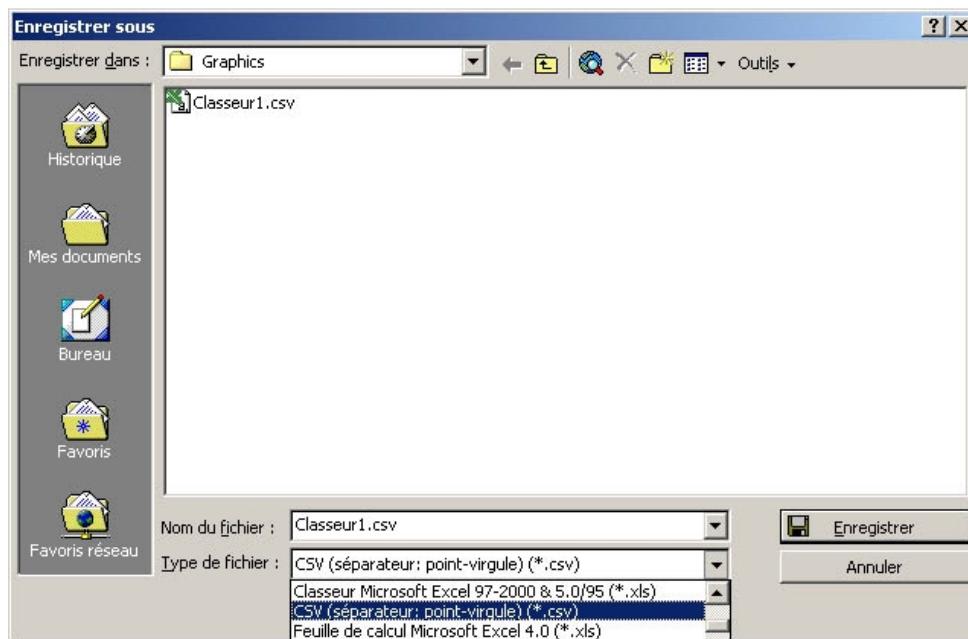 Enregistrer sous
Enregistrer dans : Graphics Outils
Classeur1.csv
Historique
Mes documents
Bureau
Favoris
Favoris réseau
Nom du fichier : Classeur1.csv Enregistrer
Type de fichier : CSV (séparateur: point-virgule) (*.csv) Annuler
Classeur Microsoft Excel 97-2000 & 5.0/95 (*.xls)
CSV (séparateur: point-virgule) (*.csv)
Feuille de calcul Microsoft Excel 4.0 (*.xls)